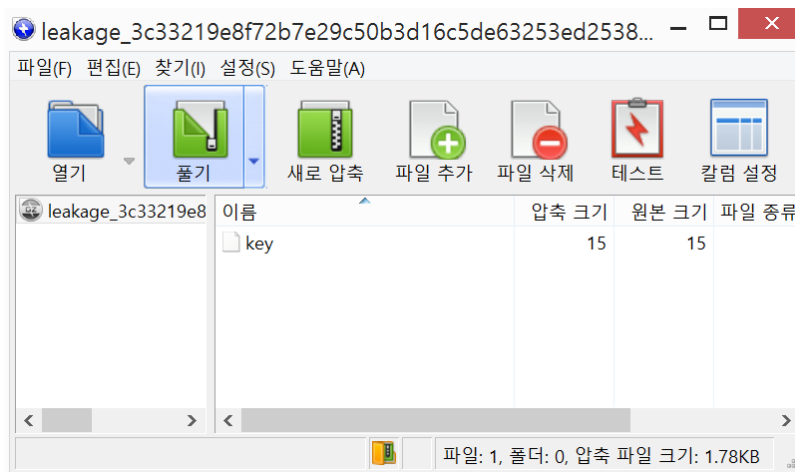 leakage_3c33219e8f72b7e29c50b3d16c5de63253ed2538...
파일(F) 편집(E) 찾기(I) 설정(S) 도움말(A)
열기 풀기 새로 압축 파일 추가 파일 삭제 테스트 칼럼 설정
leakage_3c33219e8 이름 압축 크기 원본 크기 파일 종류
key 15 15
파일: 1, 폴더: 0, 압축 파일 크기: 1.78KB